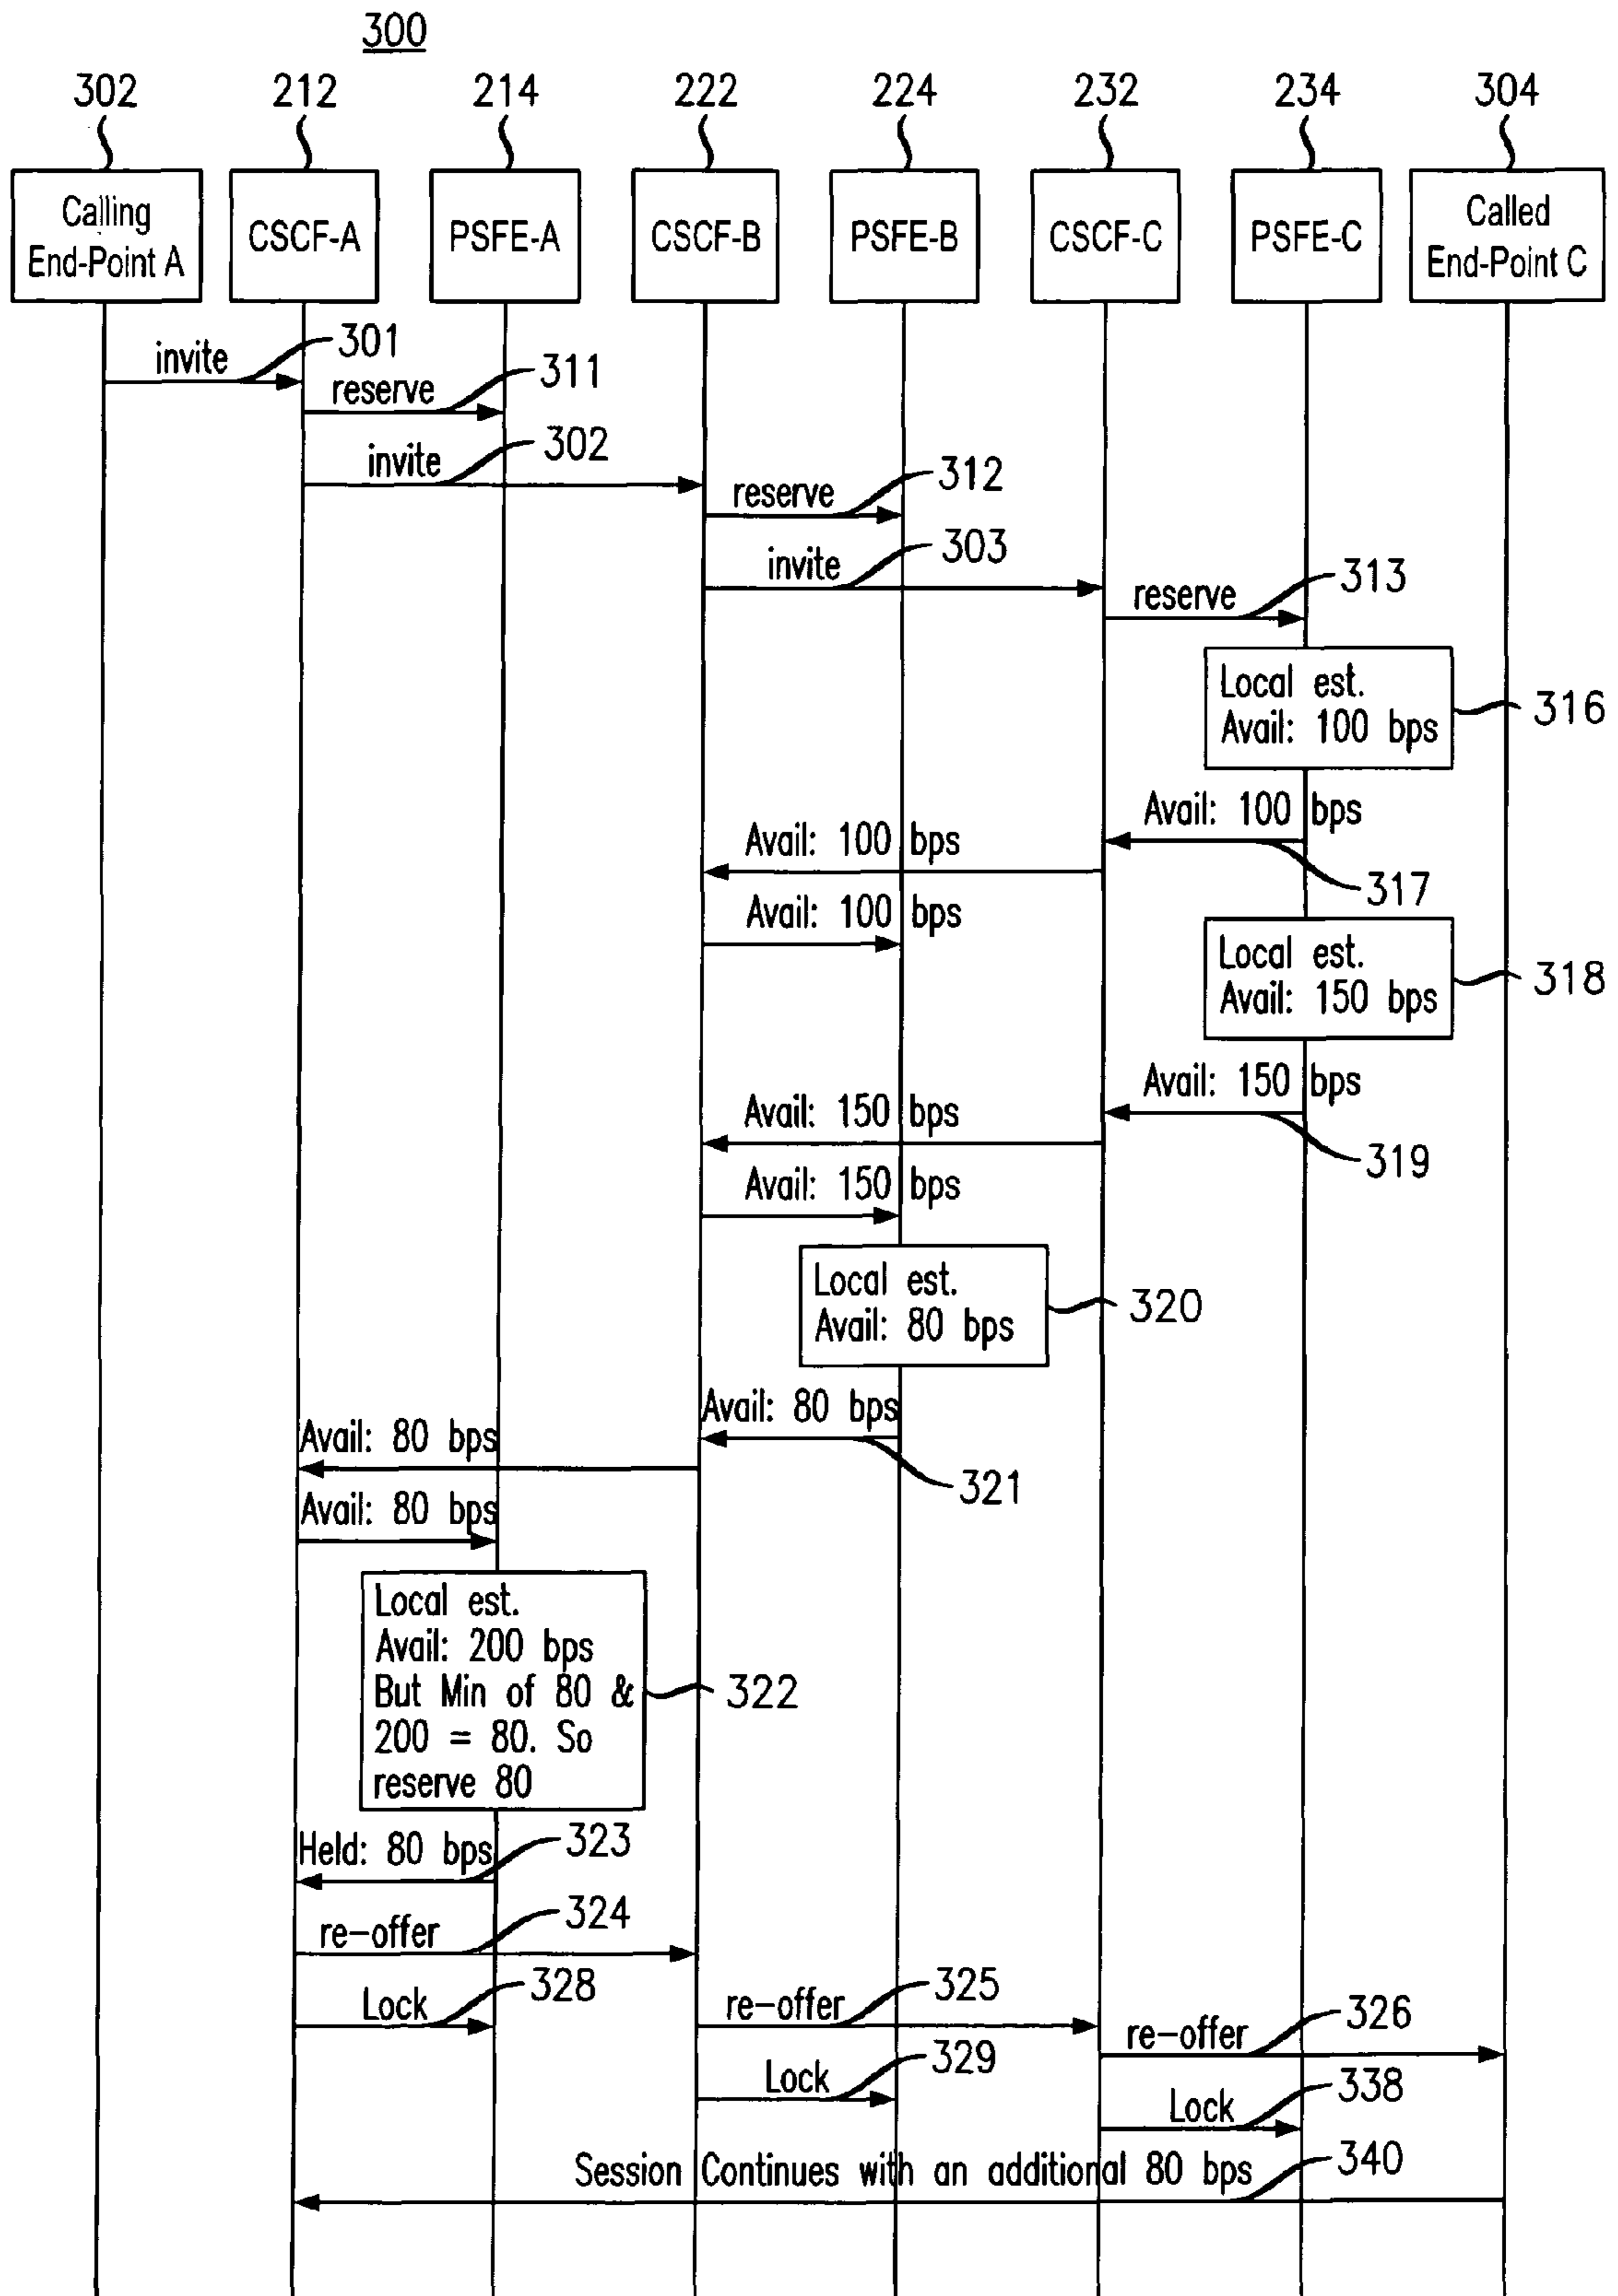 300
302
212
214
222
224
232
234
304
Calling
End-Point A
CSCF-A
PSFE-A
CSCF-B
PSFE-B
CSCF-C
PSFE-C
Called
End-Point C
invite
301
reserve
311
invite
302
reserve
312
invite
303
reserve
313
Local est.
Avail: 100 bps
316
Avail: 100 bps
317
Avail: 100 bps
Avail: 100 bps
Local est.
Avail: 150 bps
318
Avail: 150 bps
319
Avail: 150 bps
Avail: 150 bps
Local est.
Avail: 80 bps
320
Avail: 80 bps
321
Avail: 80 bps
Avail: 80 bps
Local est.
Avail: 200 bps
But Min of 80 &
200 = 80. So
reserve 80
322
Held: 80 bps
323
re-offer
324
Lock
328
re-offer
325
re-offer
326
Lock
329
Lock
338
Session Continues with an additional 80 bps
340